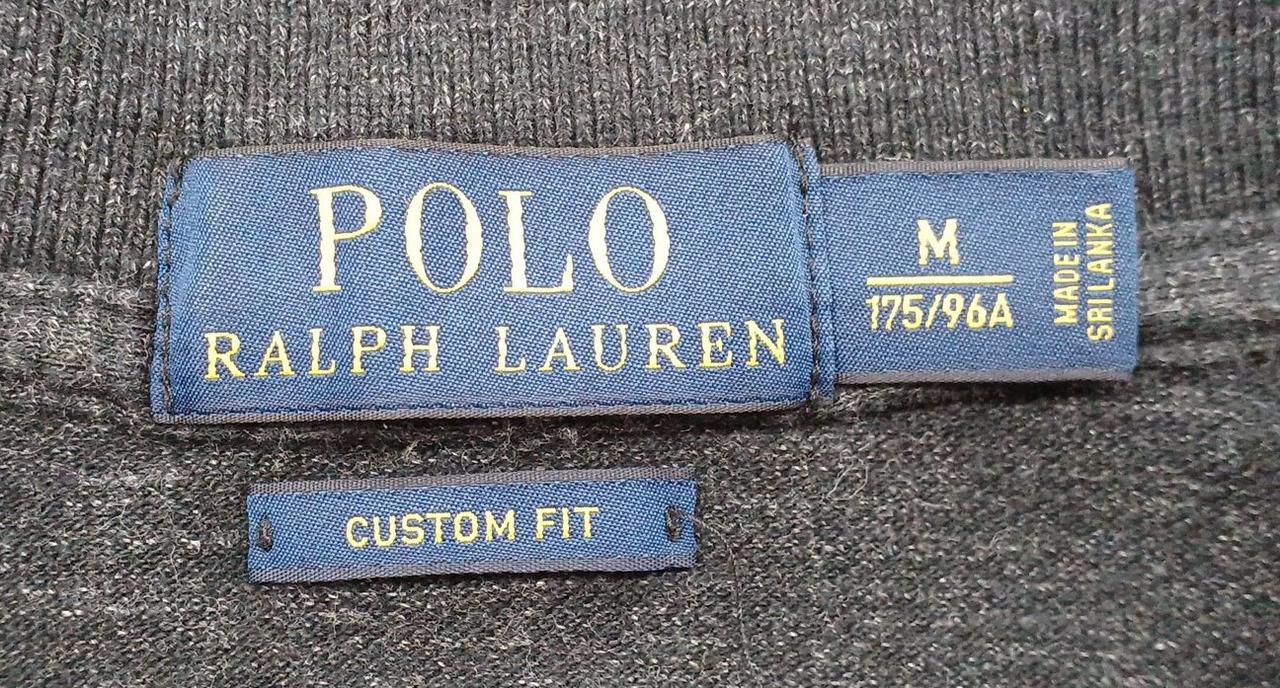 POLO
RALPH LAUREN
M
175/96A
MADE IN
SRI LANKA
CUSTOM FIT